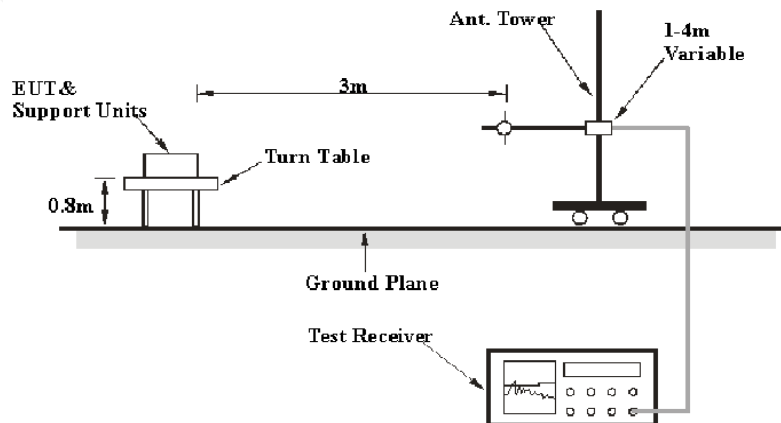 Ant. Tower
1-4m
Variable
3m
EUT&
Support Units
Turn Table
0.8m
Ground Plane
Test Receiver